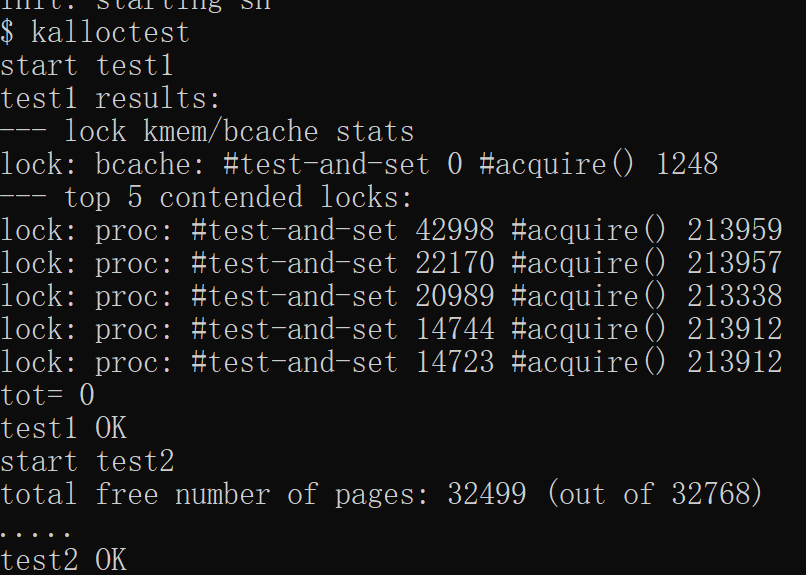 init: starting sh
$ kalloctest
start test1
test1 results:
--- lock kmem/bcache stats
lock: bcache: #test-and-set 0 #acquire() 1248
--- top 5 contended locks:
lock: proc: #test-and-set 42998 #acquire() 213959
lock: proc: #test-and-set 22170 #acquire() 213957
lock: proc: #test-and-set 20989 #acquire() 213338
lock: proc: #test-and-set 14744 #acquire() 213912
lock: proc: #test-and-set 14723 #acquire() 213912
tot= 0
test1 OK
start test2
total free number of pages: 32499 (out of 32768)
.....
test2 OK